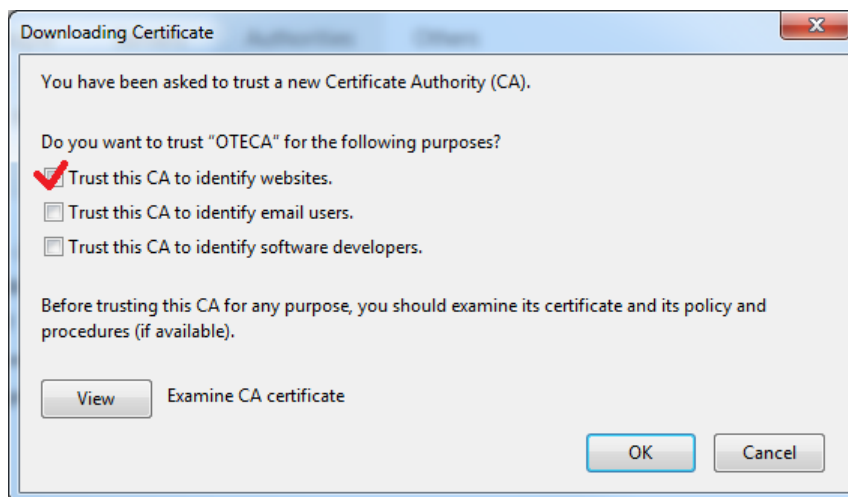 Downloading Certificate
Authorities Others
You have been asked to trust a new Certificate Authority (CA).
Do you want to trust “OTECA” for the following purposes?
Trust this CA to identify websites.
Trust this CA to identify email users.
Trust this CA to identify software developers.
Before trusting this CA for any purpose, you should examine its certificate and its policy and
procedures (if available).
View Examine CA certificate
OK Cancel